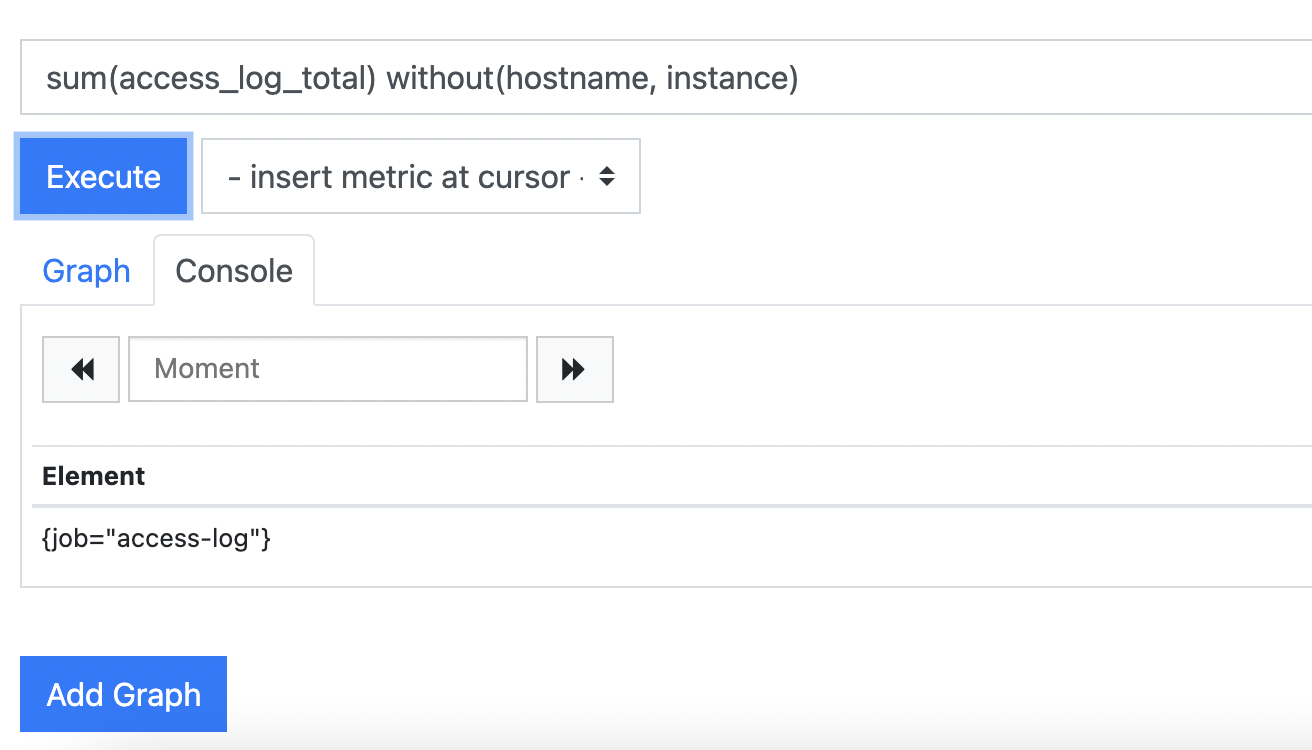 sum(access_log_total) without(hostname, instance)
Execute - insert metric at cursor -
Graph Console
Moment
Element
{job="access-log"}
Add Graph